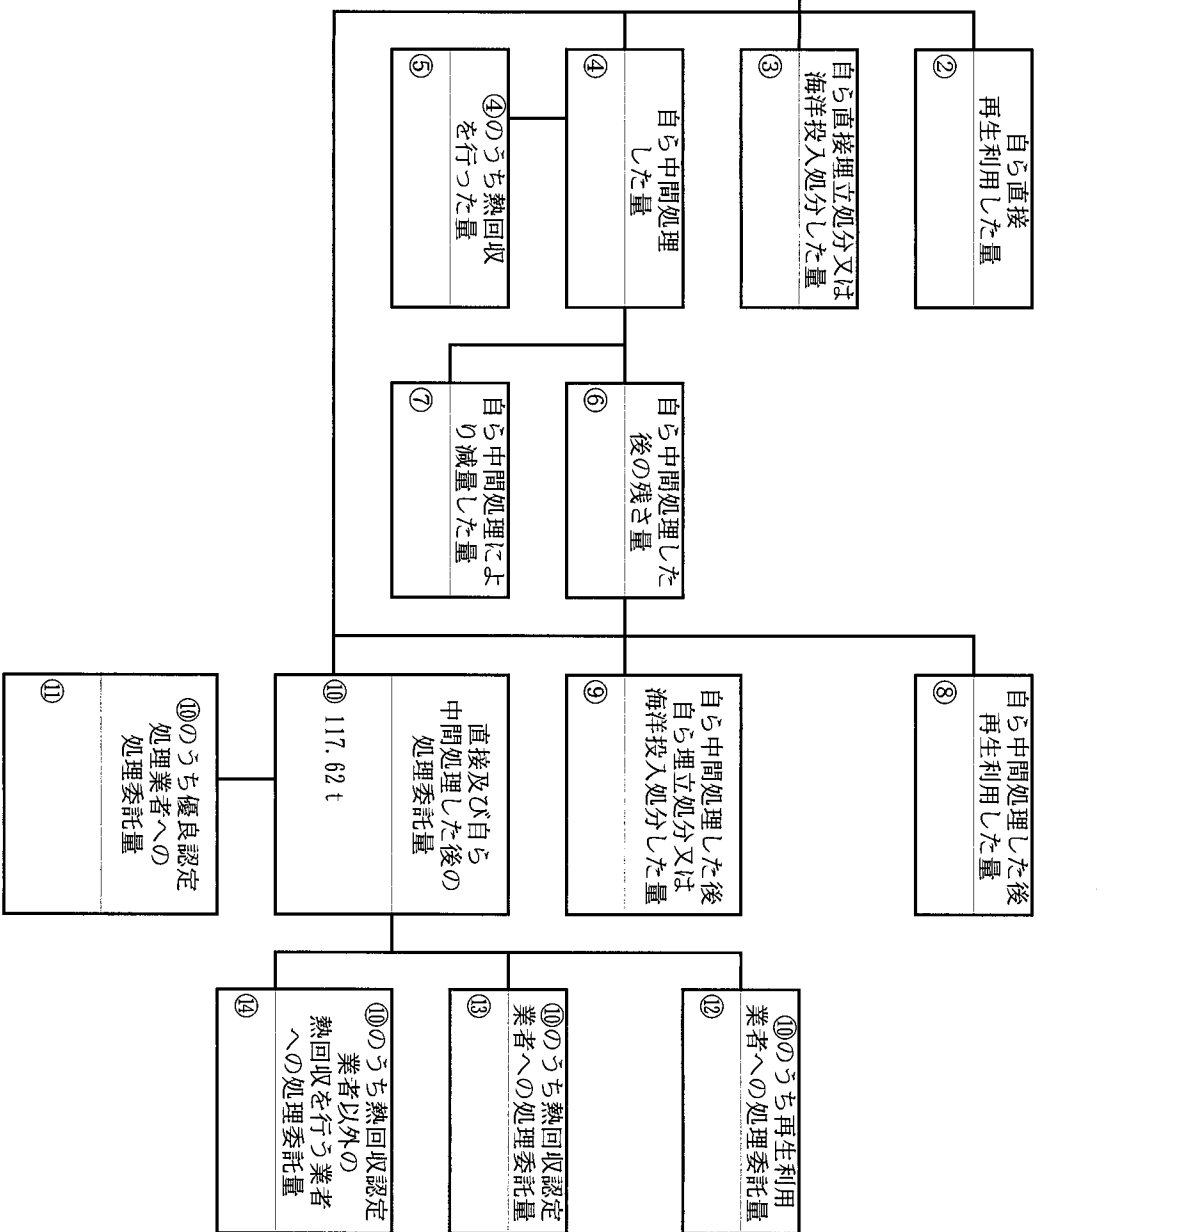 自ら直接
再生利用した量
②
自ら直接埋立処分又は
海洋投入処分した量
③
自ら中間処理
した量
④
④のうち熱回収
を行った量
⑤
自ら中間処理した
後の残さ量
⑥
自ら中間処理によ
り減量した量
⑦
自ら中間処理した後
再生利用した量
⑧
自ら中間処理した後
自ら埋立処分又は
海洋投入処分した量
⑨
直接及び自ら
中間処理した後の
処理委託量
⑩ 117.62 t
⑩のうち優良認定
処理業者への
処理委託量
⑪
⑩のうち再生利用
業者への処理委託量
⑫
⑩のうち熱回収認定
業者への処理委託量
⑬
⑩のうち熱回収認定
業者以外の
熱回収を行う業者
への処理委託量
⑭